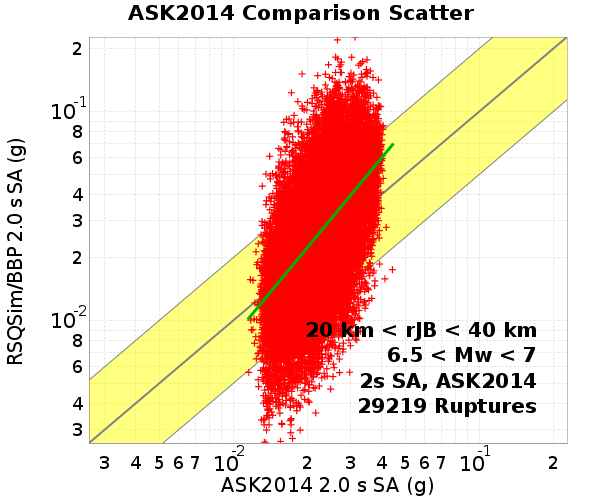 ASK2014 Comparison Scatter
RSQSim/BBP 2.0 s SA (g)
2
10-1
8
6
4
3
2
10-2
8
6
4
3
20 km < rJB < 40 km
6.5 < Mw < 7
2s SA, ASK2014
29219 Ruptures
3 4 5 6 7 10-2 2 3 4 5 6 7 10-1 2
ASK2014 2.0 s SA (g)